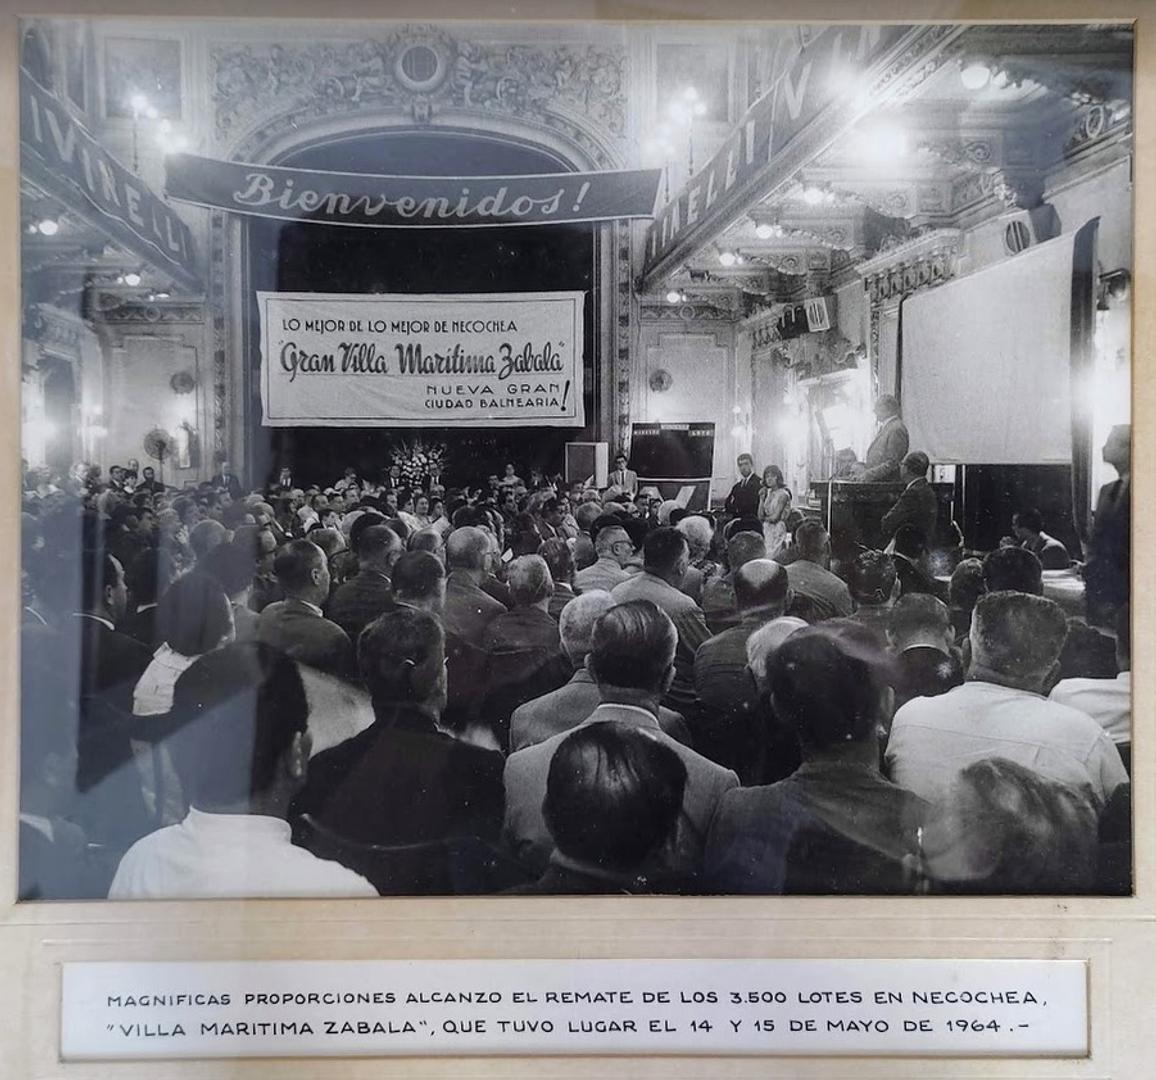 Bienvenidos!
LO MEJOR DE LO MEJOR DE NECOCHEA
"Gran Villa Marítima Zabala"
NUEVA GRAN
CIUDAD BALNEARIA!
MAGNIFICAS PROPORCIONES ALCANZO EL REMATE DE LOS 3.500 LOTES EN NECOCHEA,
"VILLA MARITIMA ZABALA", QUE TUVO LUGAR EL 14 Y 15 DE MAYO DE 1964.-